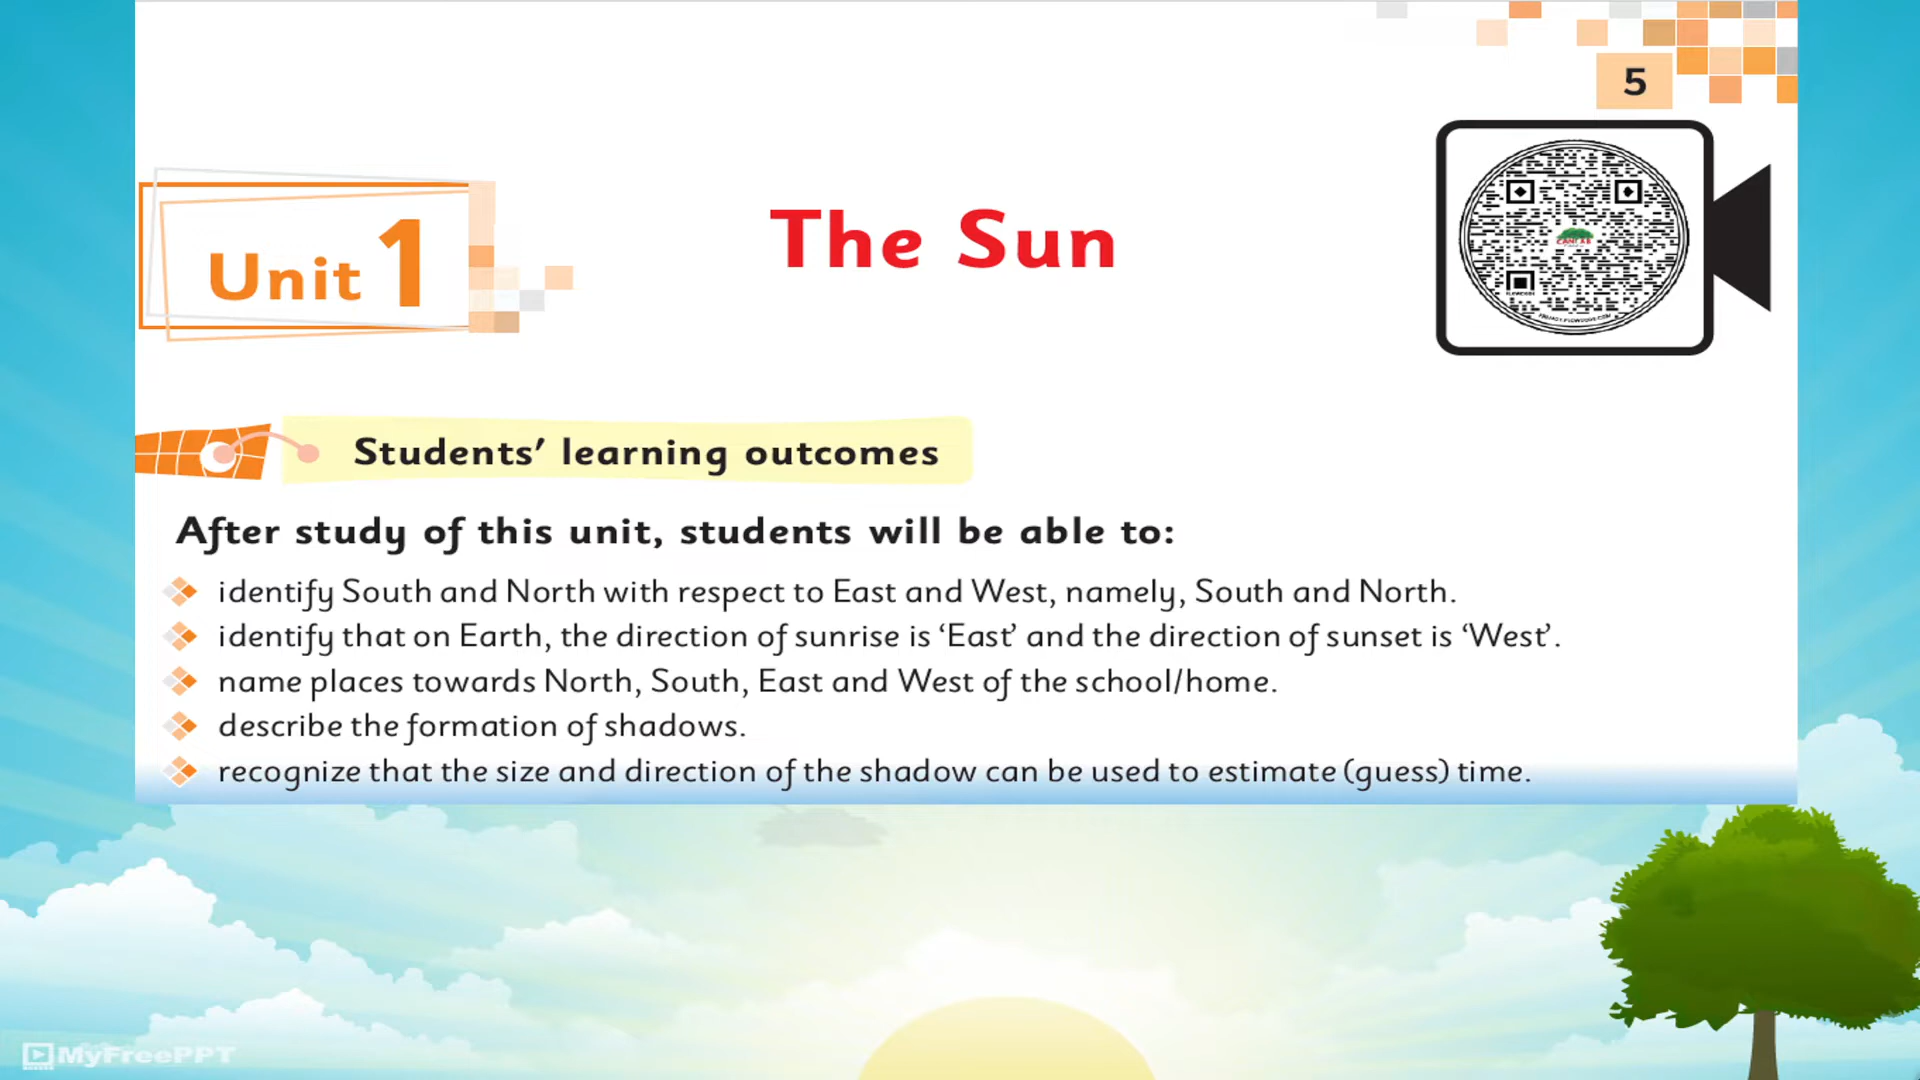 5
Unit 1
The Sun
Students’ learning outcomes
After study of this unit, students will be able to:
identify South and North with respect to East and West, namely, South and North.
identify that on Earth, the direction of sunrise is ‘East’ and the direction of sunset is ‘West’.
name places towards North, South, East and West of the school/home.
describe the formation of shadows.
recognize that the size and direction of the shadow can be used to estimate (guess) time.
MyFreePPT